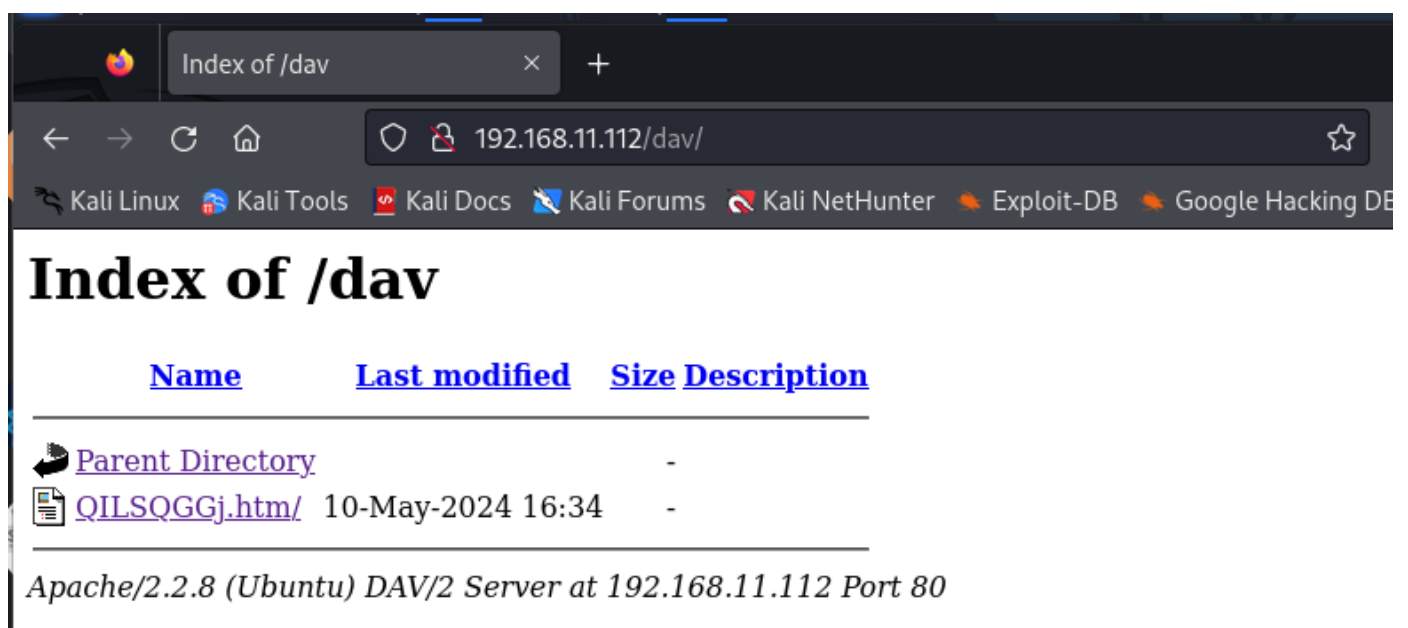 Index of /dav
192.168.11.112/dav/
Kali Linux Kali Tools Kali Docs Kali Forums Kali NetHunter Exploit-DB Google Hacking DE
Index of /dav
Name Last modified Size Description
Parent Directory -
QILSQGGj.htm/ 10-May-2024 16:34 -
Apache/2.2.8 (Ubuntu) DAV/2 Server at 192.168.11.112 Port 80